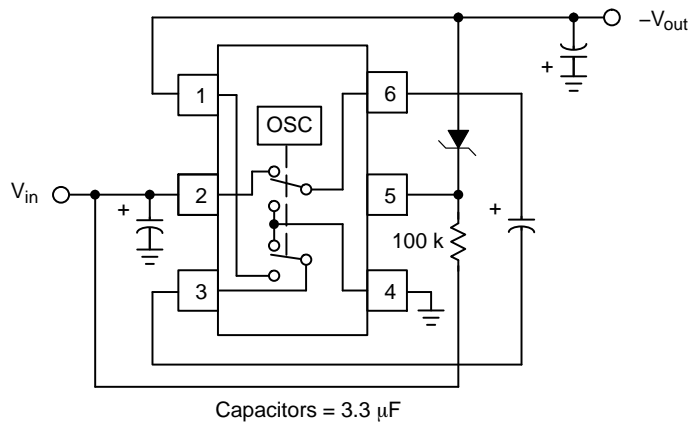 –Vout
+
1
6
OSC
Vin
2
5
+
+
100 k
3
4
Capacitors = 3.3 μF